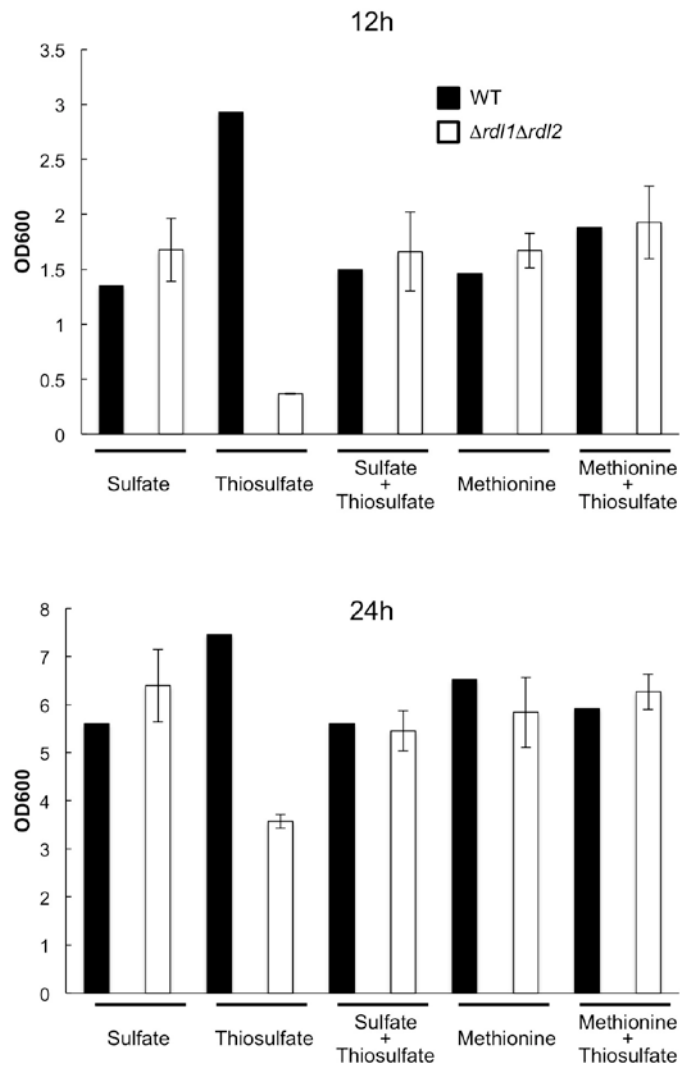 12h
3.5
3
2.5
2
1.5
1
0.5
0
OD600
WT
Δrdl1Δrdl2
Sulfate
Thiosulfate
Sulfate
+
Thiosulfate
Methionine
Methionine
+
Thiosulfate
24h
8
7
6
5
4
3
2
1
0
OD600
Sulfate
Thiosulfate
Sulfate
+
Thiosulfate
Methionine
Methionine
+
Thiosulfate